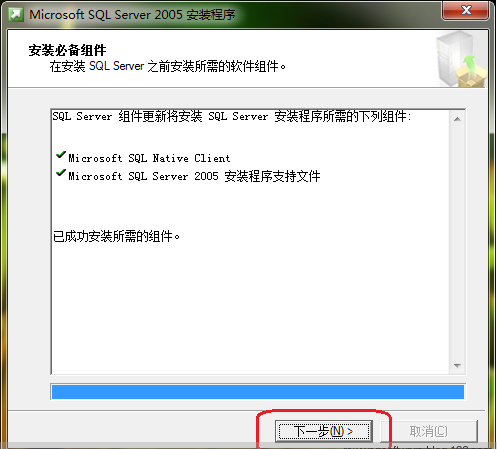 Microsoft SQL Server 2005 安装程序
安装必备组件
在安装 SQL Server 之前安装所需的软件组件。
SQL Server 组件更新将安装 SQL Server 安装程序所需的下列组件:
Microsoft SQL Native Client
Microsoft SQL Server 2005 安装程序支持文件
已成功安装所需的组件。
下一步(N) >
取消(C)